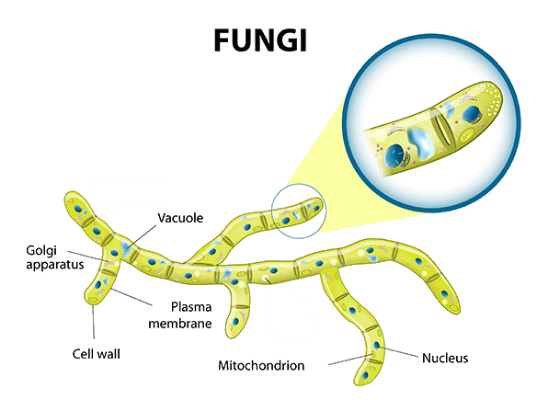 FUNGI
Vacuole
Golgi
apparatus
Plasma
membrane
Cell wall
Mitochondrion
Nucleus